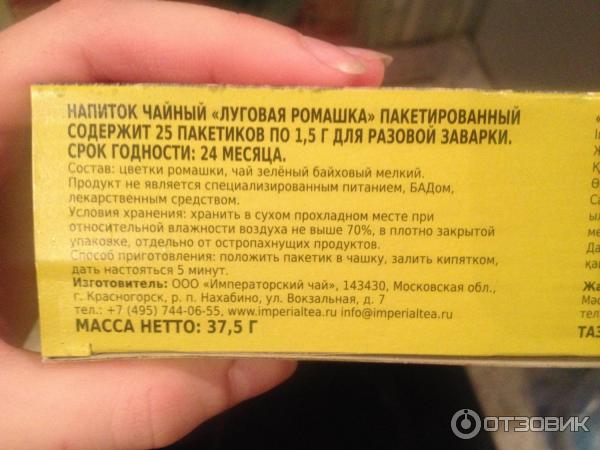 НАПИТОК ЧАЙНЫЙ «ЛУГОВАЯ РОМАШКА» ПАКЕТИРОВАННЫЙ
СОДЕРЖИТ 25 ПАКЕТИКОВ ПО 1,5 Г ДЛЯ РАЗОВОЙ ЗАВАРКИ.
СРОК ГОДНОСТИ: 24 МЕСЯЦА.
Состав: цветки ромашки, чай зелёный байховый мелкий.
Продукт не является специализированным питанием, БАДом,
лекарственным средством.
Условия хранения: хранить в сухом прохладном месте при
относительной влажности воздуха не выше 70%, в плотно закрытой
упаковке, отдельно от остропахнущих продуктов.
Способ приготовления: положить пакетик в чашку, залить кипятком,
дать настояться 5 минут.
Изготовитель: ООО «Императорский чай», 143430, Московская обл.,
г. Красногорск, р. п. Нахабино, ул. Вокзальная, д. 7
тел.: +7 (495) 744-06-55, www.imperialtea.ru info@imperialtea.ru
МАССА НЕТТО: 37,5 Г
ОТЗОВИК